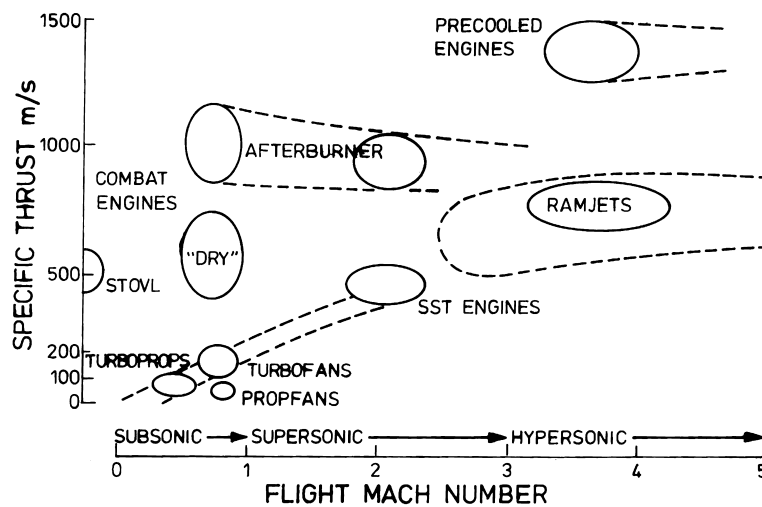 1500
PRECOOLED
ENGINES
SPECIFIC THRUST m/s
1000
AFTERBURNER
COMBAT
ENGINES
RAMJETS
"DRY"
500
STOVL
SST ENGINES
200
TURBOPROPS
TURBOFANS
100
PROPFANS
0
SUBSONIC SUPERSONIC HYPERSONIC
0 1 2 3 4 5
FLIGHT MACH NUMBER